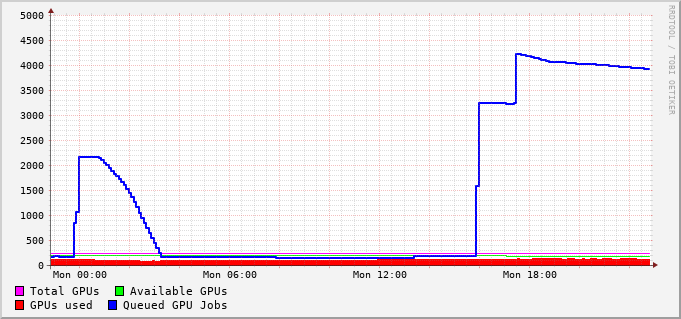 5000
4500
4000
3500
3000
2500
2000
1500
1000
500
0
Mon 00:00 Mon 06:00 Mon 12:00 Mon 18:00
Total GPUs Available GPUs
GPUs used Queued GPU Jobs
RRDTOOL / TOBI OETIKER